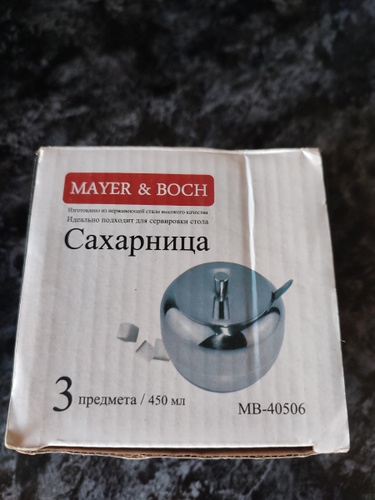 MAYER & BOCH
Изготовлено из нержавеющей стали высокого качества
Идеально подходит для сервировки стола
Сахарница
3 предмета / 450 мл
MB-40506